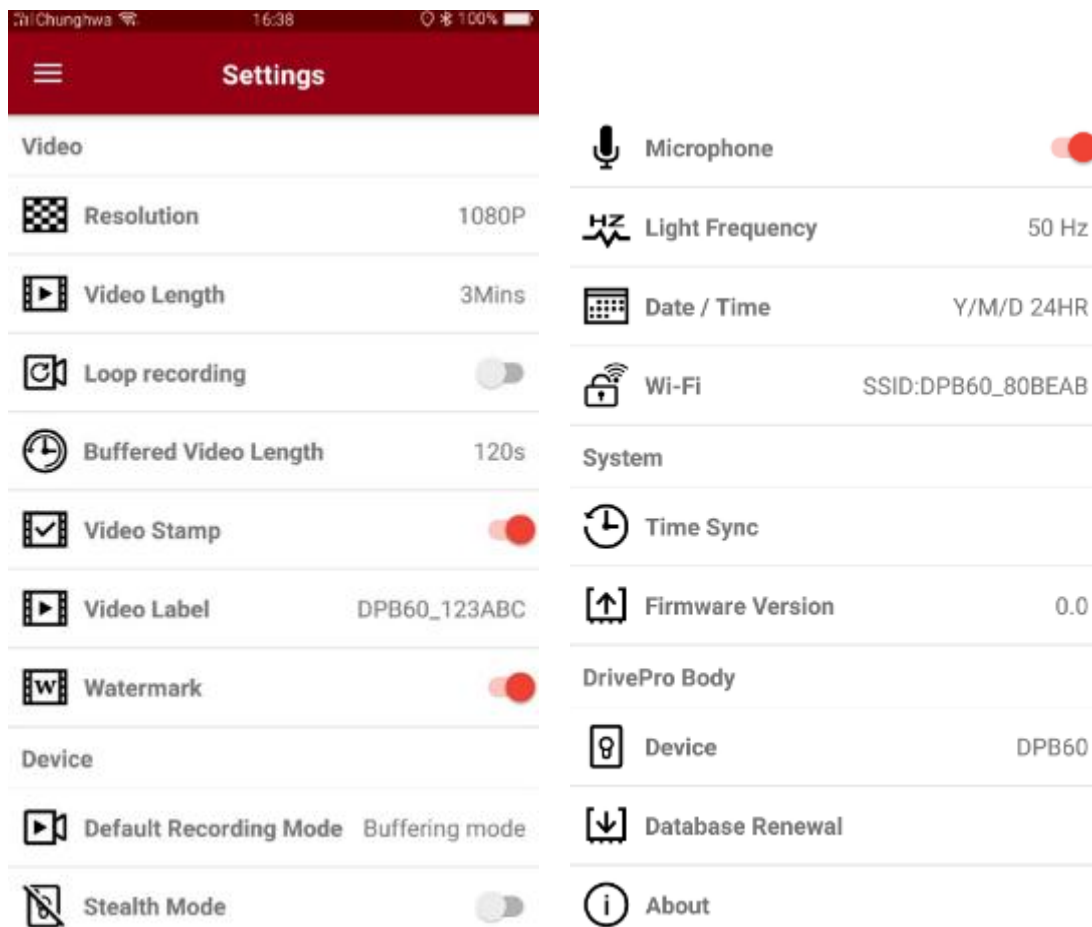 Chunghwa 16:38 100%
Settings
Video
Resolution 1080P
Video Length 3Mins
Loop recording
Buffered Video Length 120s
Video Stamp
Video Label DPB60_123ABC
W Watermark
Device
Default Recording Mode Buffering mode
Stealth Mode
Microphone
HZ Light Frequency 50 Hz
Date / Time Y/M/D 24HR
Wi-Fi SSID:DPB60_80BEAB
System
Time Sync
Firmware Version 0.0
DrivePro Body
Device DPB60
Database Renewal
i About